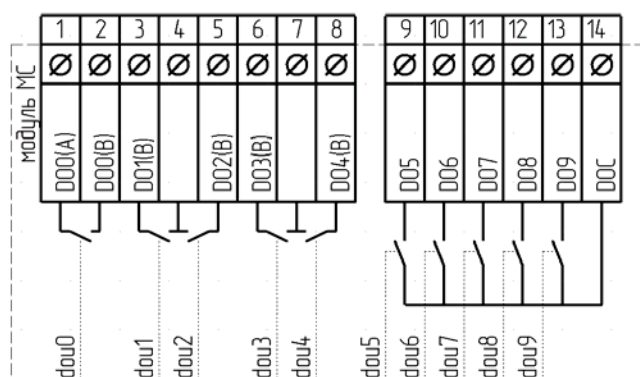 1 2 3 4 5 6 7 8 9 10 11 12 13 14
модуль МС
DO0(A) DO0(B) DO1(B) DO2(B) DO3(B) DO4(B) DO5 DO6 DO7 DO8 DO9 DOC
dou0 dou1 dou2 dou3 dou4 dou5 dou6 dou7 dou8 dou9